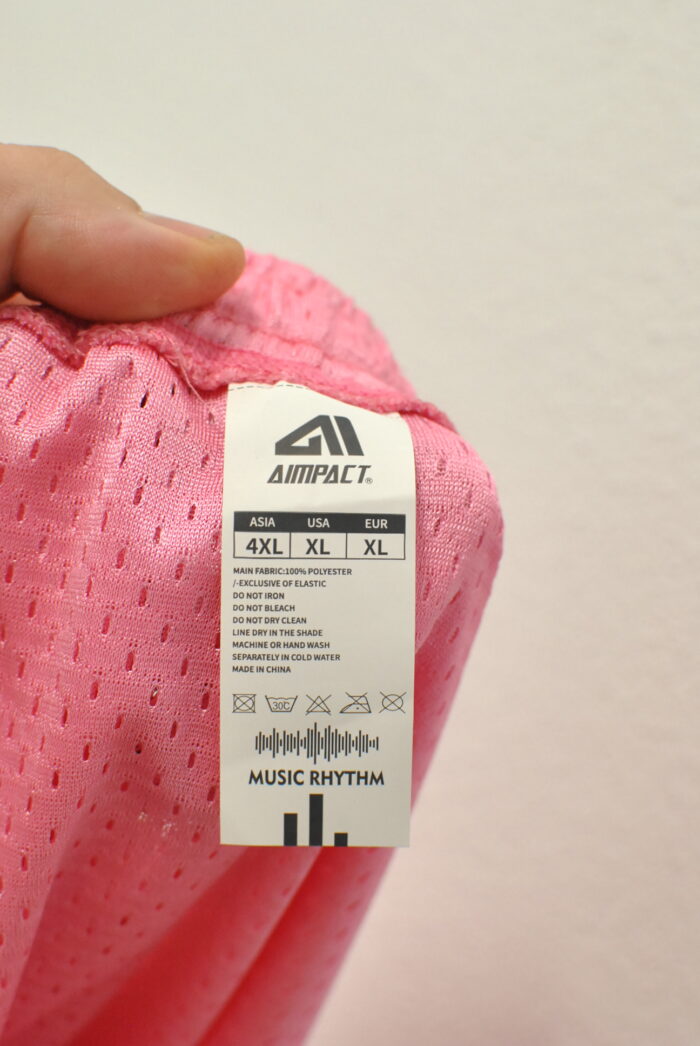 AIMPACT®
ASIA USA EUR
4XL XL XL
MAIN FABRIC:100% POLYESTER
/-EXCLUSIVE OF ELASTIC
DO NOT IRON
DO NOT BLEACH
DO NOT DRY CLEAN
LINE DRY IN THE SHADE
MACHINE OR HAND WASH
SEPARATELY IN COLD WATER
MADE IN CHINA
30℃
MUSIC RHYTHM